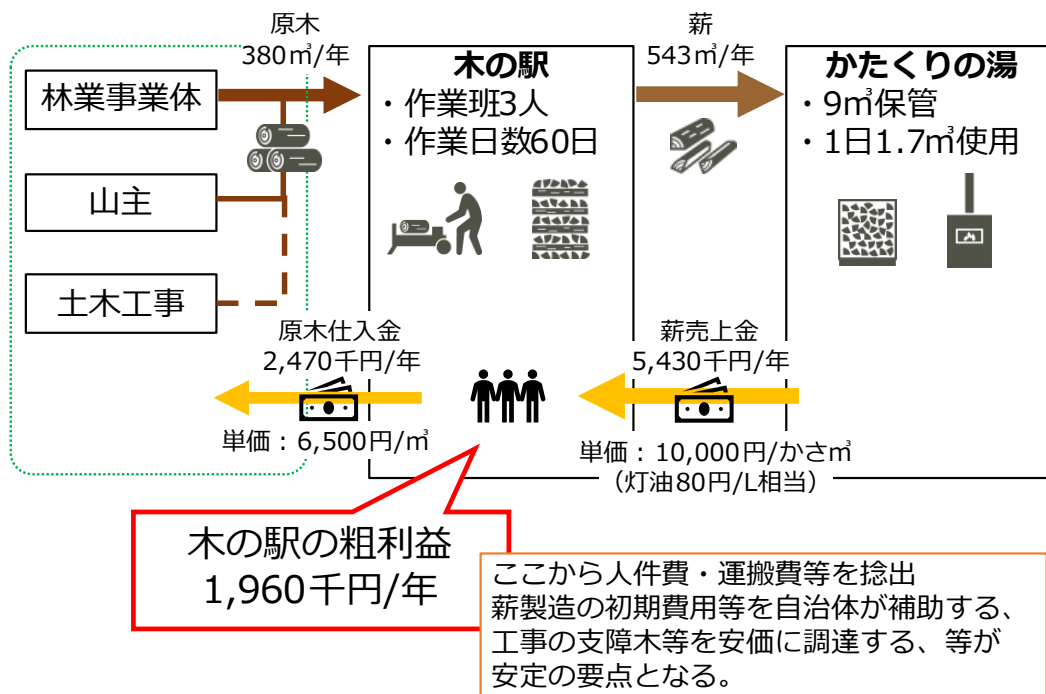 原木
380㎥/年
林業事業体
山主
土木工事
木の駅
・作業班3人
・作業日数60日
薪
543㎥/年
かたくりの湯
・9㎥保管
・1日1.7㎥使用
原木仕入金
2,470千円/年
単価：6,500円/㎥
薪売上金
5,430千円/年
単価：10,000円/かさ㎥
（灯油80円/L相当）
木の駅の粗利益
1,960千円/年
ここから人件費・運搬費等を捻出
薪製造の初期費用等を自治体が補助する、
工事の支障木等を安価に調達する、等が
安定の要点となる。